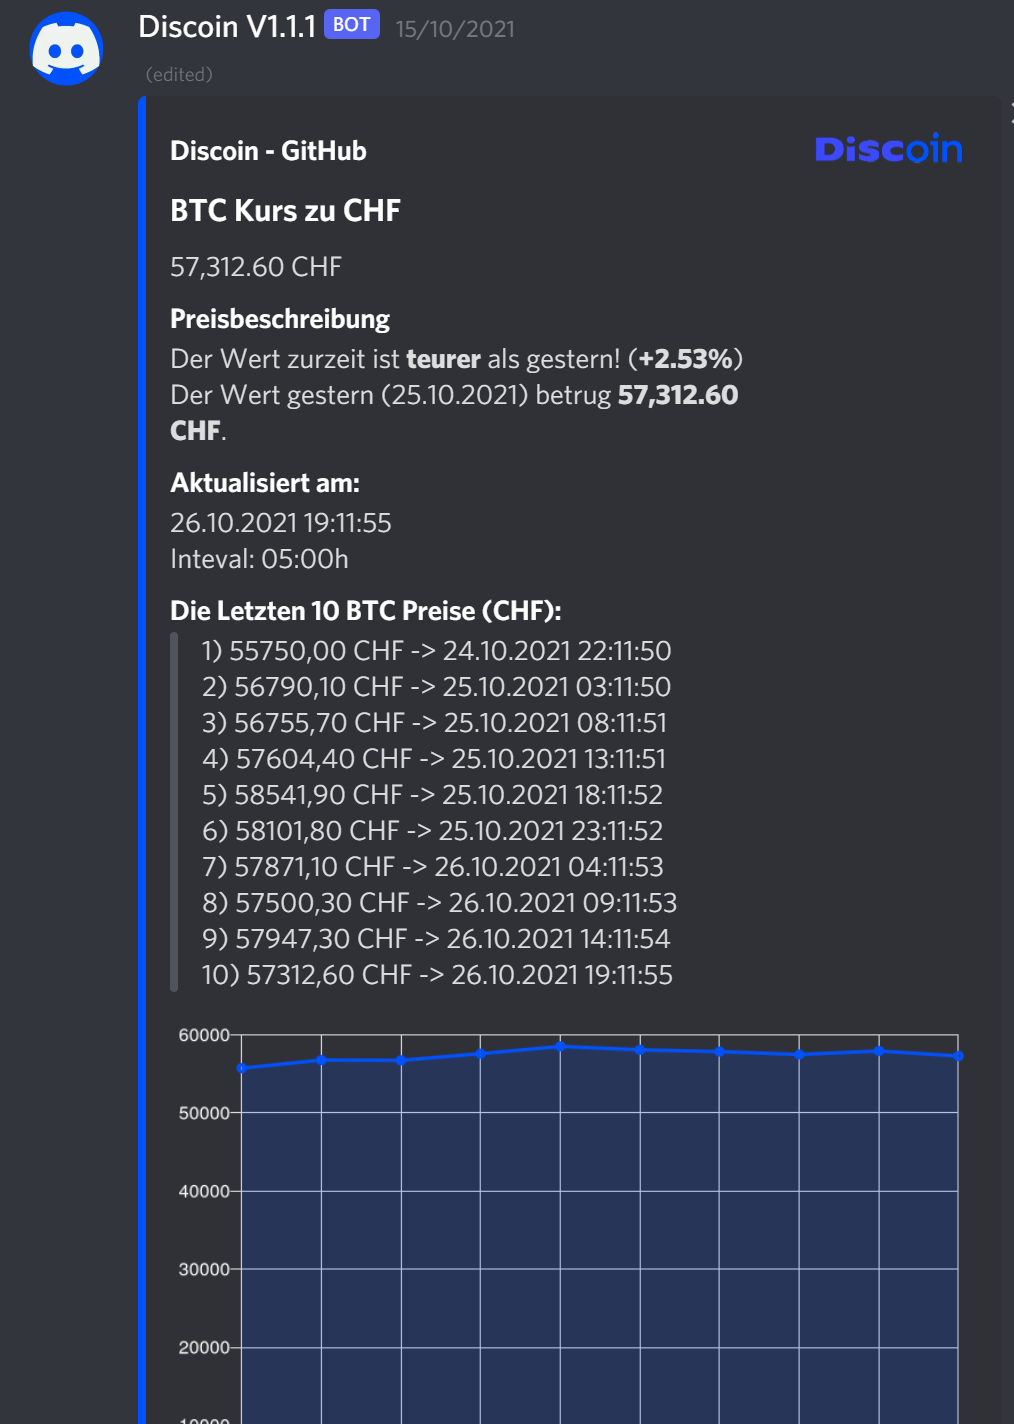 Discoin V1.1.1 BOT 15/10/2021
(edited)
Discoin - GitHub
Discoin
BTC Kurs zu CHF
57,312.60 CHF
Preisbeschreibung
Der Wert zurzeit ist teurer als gestern! (+2.53%)
Der Wert gestern (25.10.2021) betrug 57,312.60
CHF.
Aktualisiert am:
26.10.2021 19:11:55
Inteval: 05:00h
Die Letzten 10 BTC Preise (CHF):
1) 55750,00 CHF -> 24.10.2021 22:11:50
2) 56790,10 CHF -> 25.10.2021 03:11:50
3) 56755,70 CHF -> 25.10.2021 08:11:51
4) 57604,40 CHF -> 25.10.2021 13:11:51
5) 58541,90 CHF -> 25.10.2021 18:11:52
6) 58101,80 CHF -> 25.10.2021 23:11:52
7) 57871,10 CHF -> 26.10.2021 04:11:53
8) 57500,30 CHF -> 26.10.2021 09:11:53
9) 57947,30 CHF -> 26.10.2021 14:11:54
10) 57312,60 CHF -> 26.10.2021 19:11:55
60000
50000
40000
30000
20000
10000